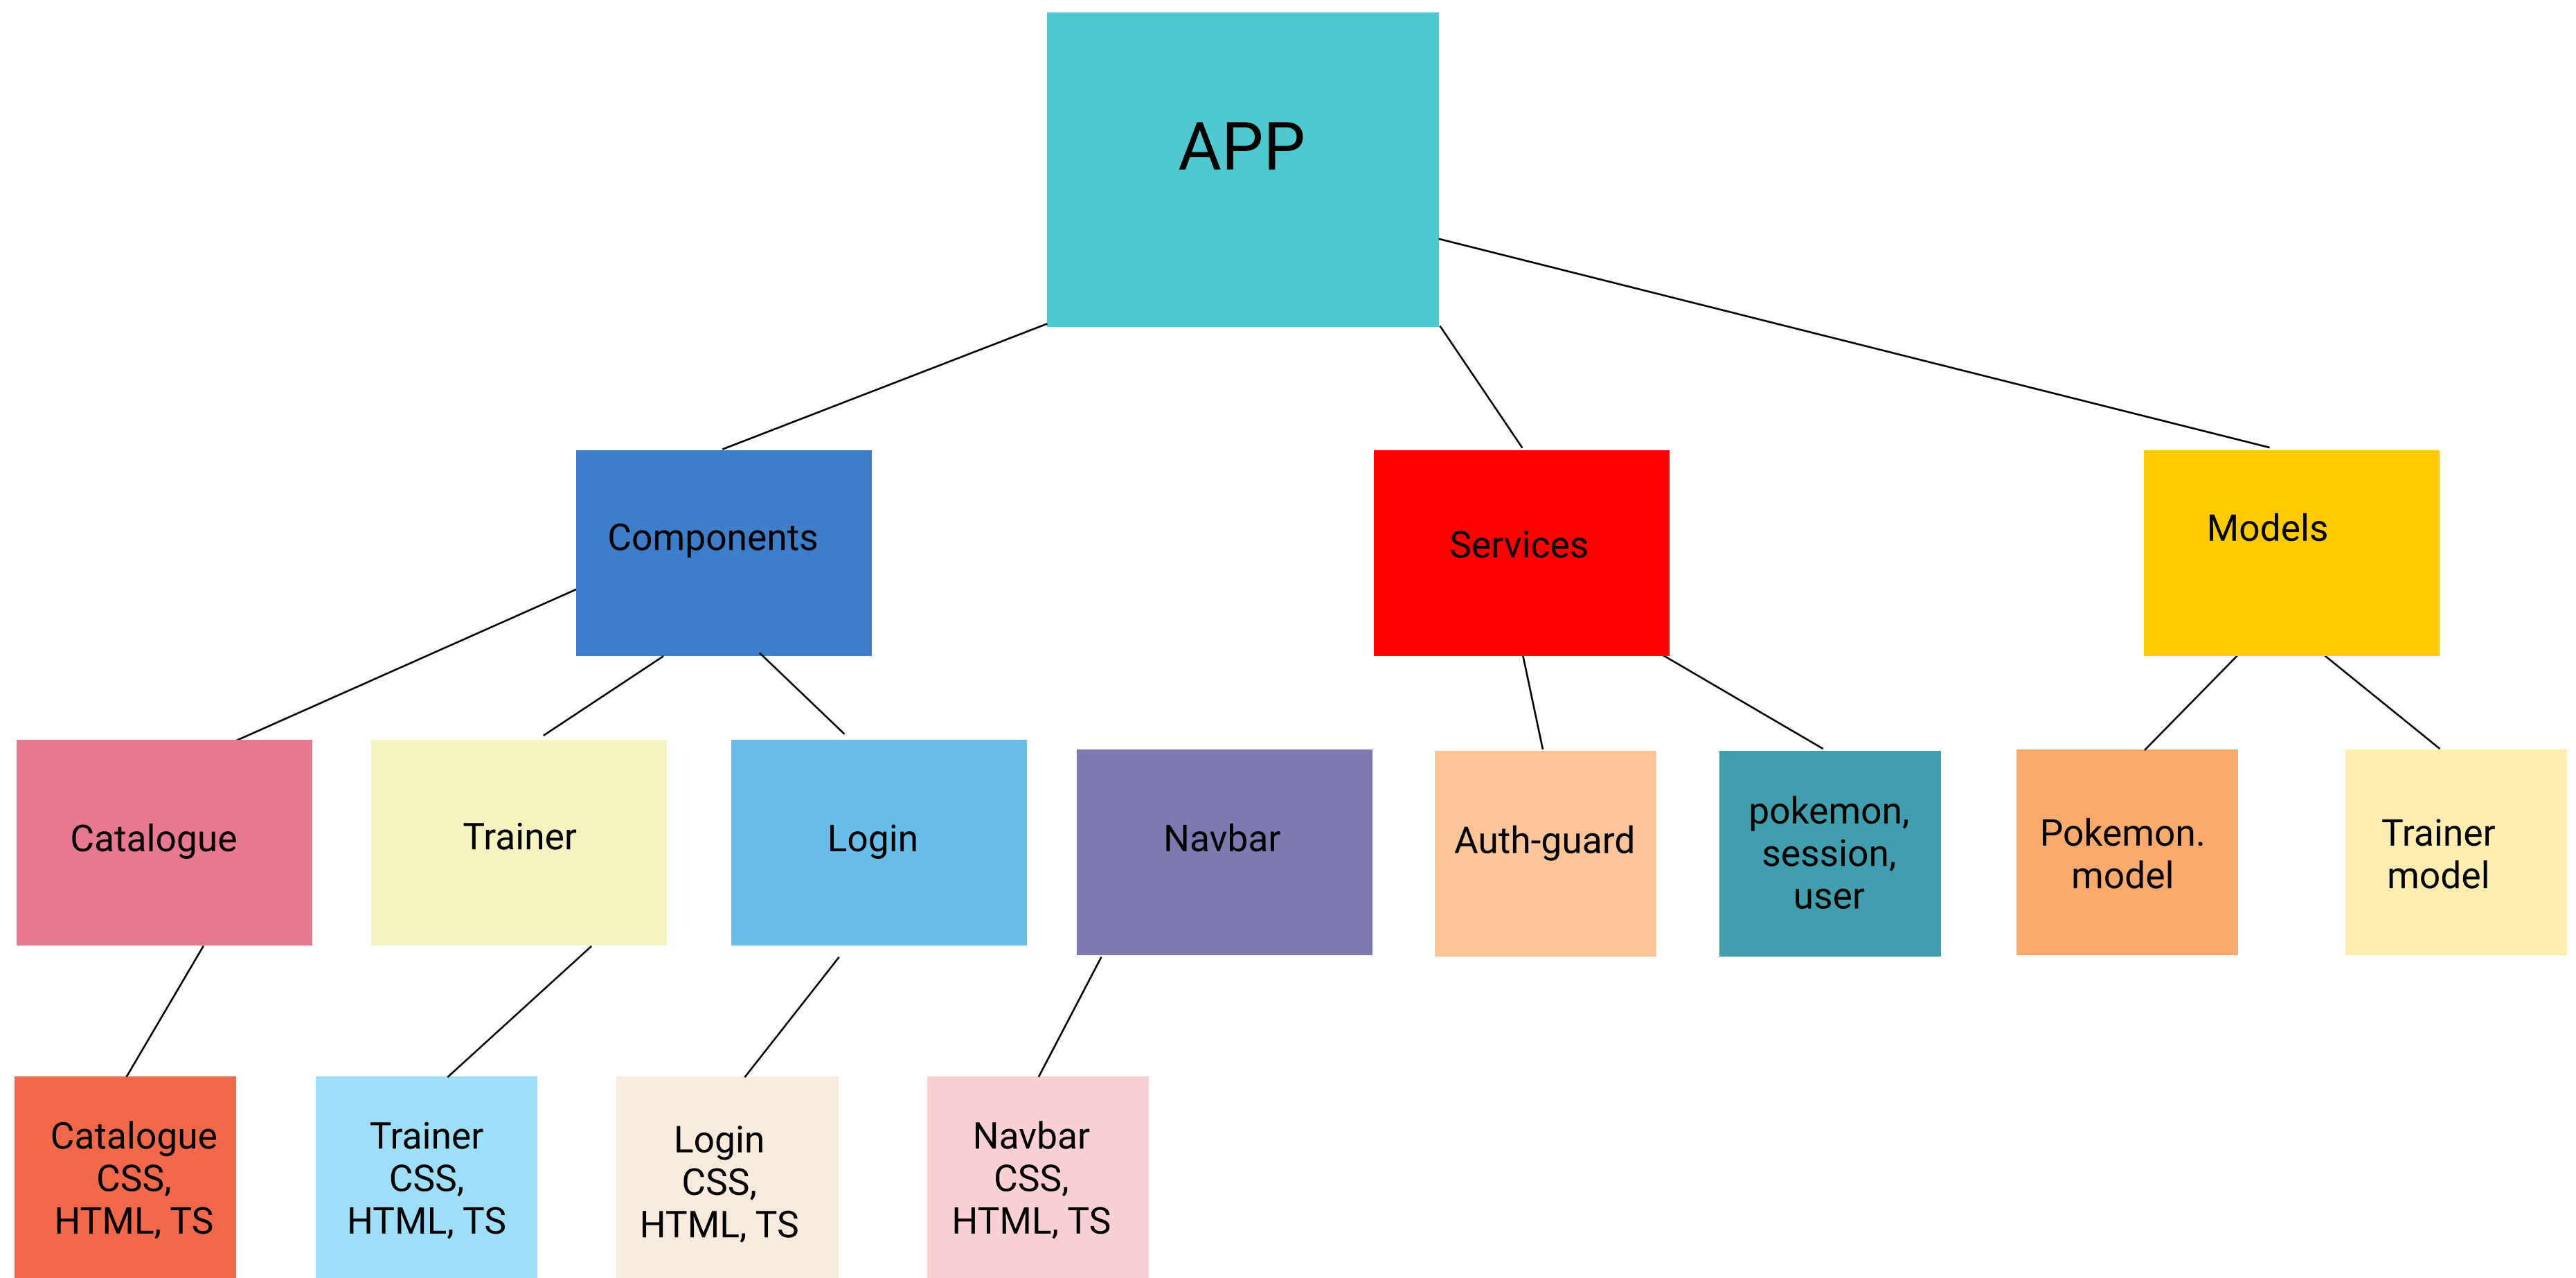 APP
Components
Services
Models
Catalogue
Trainer
Login
Navbar
Auth-guard
pokemon,
session,
user
Pokemon.
model
Trainer
model
Catalogue
CSS,
HTML, TS
Trainer
CSS,
HTML, TS
Login
CSS,
HTML, TS
Navbar
CSS,
HTML, TS